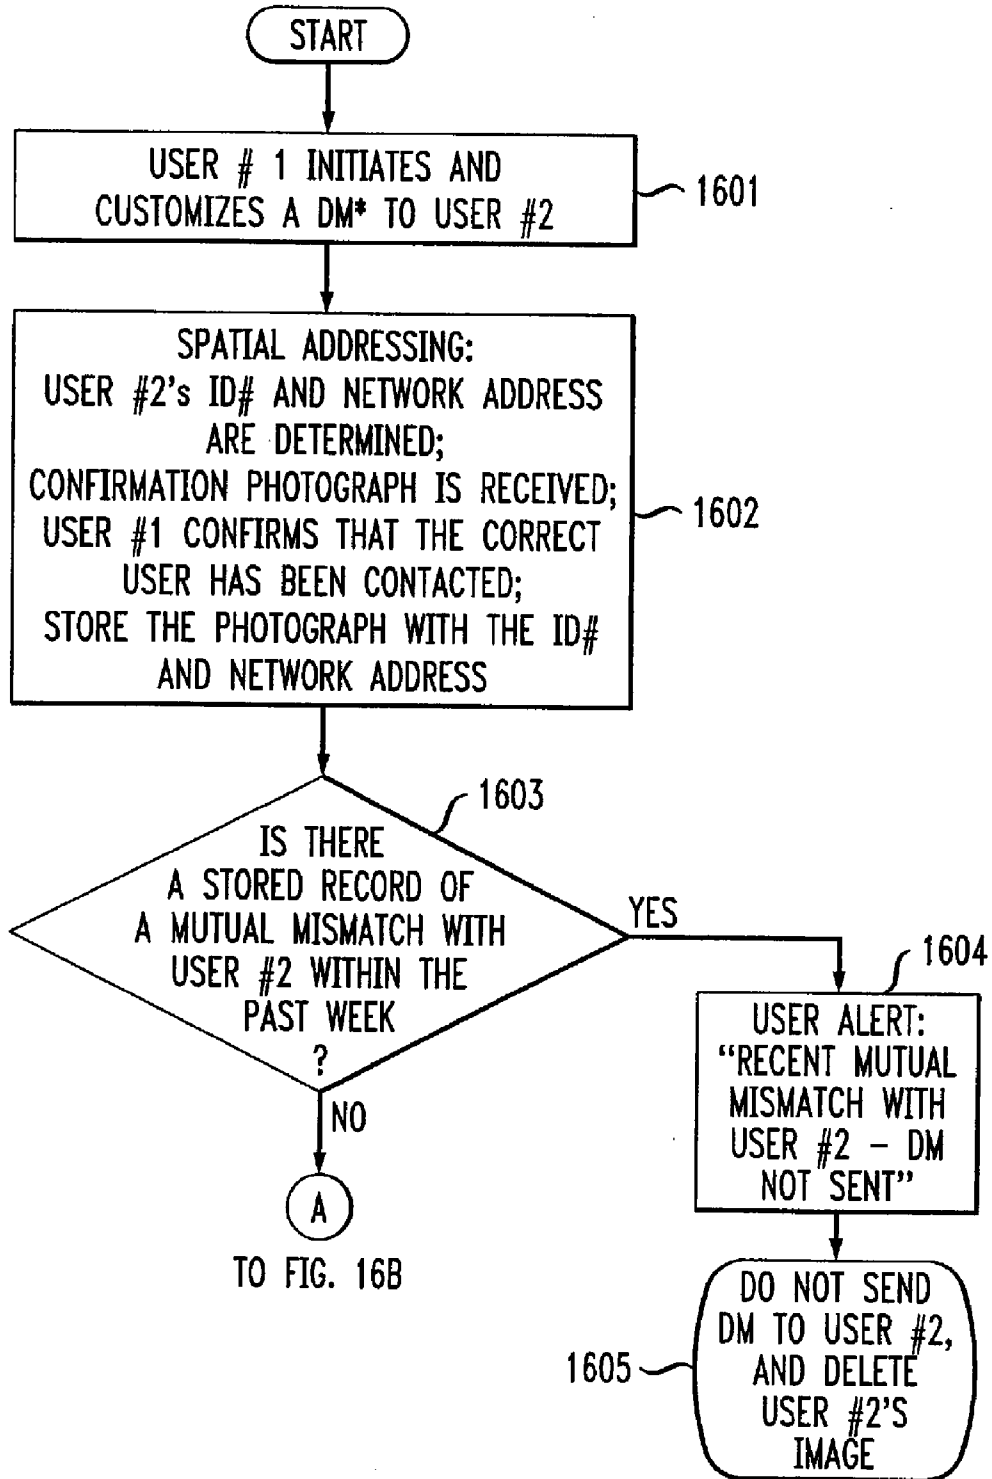 START
USER # 1 INITIATES AND
CUSTOMIZES A DM* TO USER #2
1601
SPATIAL ADDRESSING:
USER #2's ID# AND NETWORK ADDRESS
ARE DETERMINED;
CONFIRMATION PHOTOGRAPH IS RECEIVED;
USER #1 CONFIRMS THAT THE CORRECT
USER HAS BEEN CONTACTED;
STORE THE PHOTOGRAPH WITH THE ID#
AND NETWORK ADDRESS
1602
1603
IS THERE
A STORED RECORD OF
A MUTUAL MISMATCH WITH
USER #2 WITHIN THE
PAST WEEK
?
YES
NO
A
TO FIG. 16B
1604
USER ALERT:
“RECENT MUTUAL
MISMATCH WITH
USER #2 – DM
NOT SENT”
DO NOT SEND
DM TO USER #2,
AND DELETE
USER #2'S
IMAGE
1605